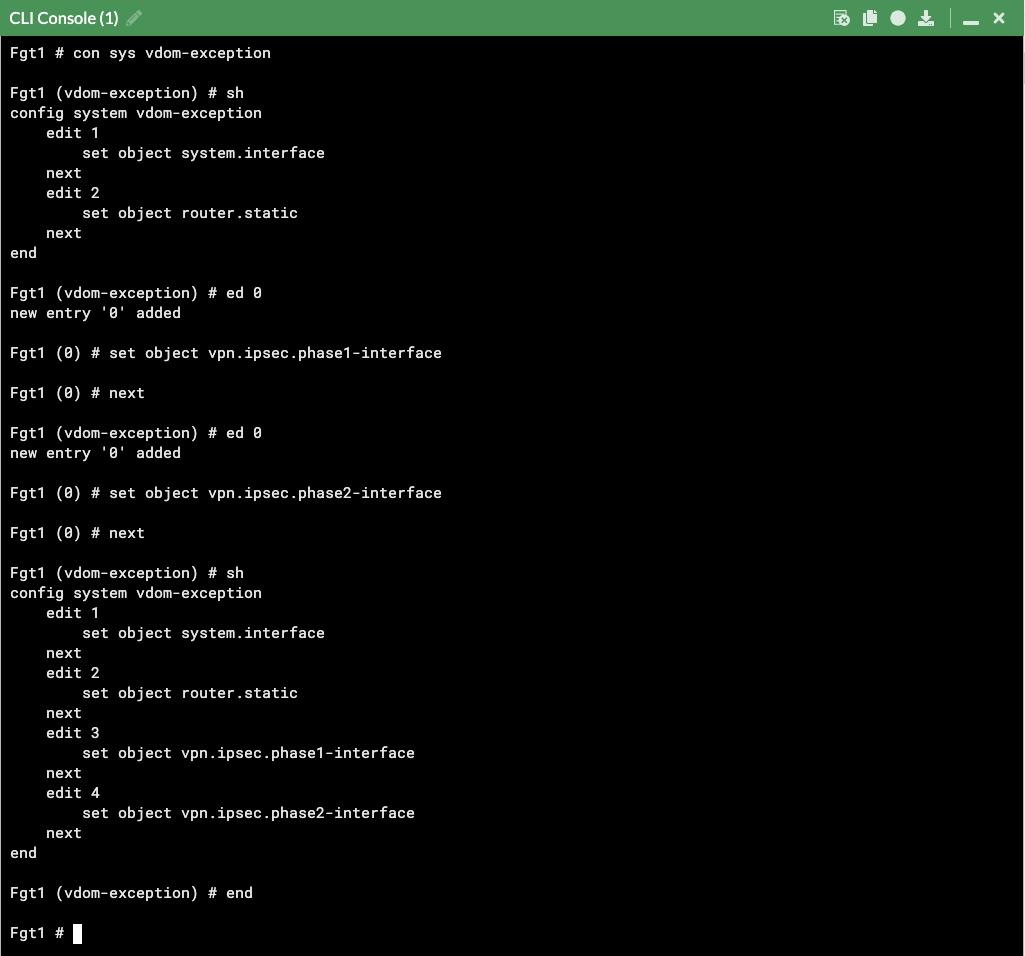 CLI Console (1)
Fgt1 # con sys vdom-exception
Fgt1 (vdom-exception) # sh
config system vdom-exception
    edit 1
        set object system.interface
    next
    edit 2
        set object router.static
    next
end
Fgt1 (vdom-exception) # ed 0
new entry '0' added
Fgt1 (0) # set object vpn.ipsec.phase1-interface
Fgt1 (0) # next
Fgt1 (vdom-exception) # ed 0
new entry '0' added
Fgt1 (0) # set object vpn.ipsec.phase2-interface
Fgt1 (0) # next
Fgt1 (vdom-exception) # sh
config system vdom-exception
    edit 1
        set object system.interface
    next
    edit 2
        set object router.static
    next
    edit 3
        set object vpn.ipsec.phase1-interface
    next
    edit 4
        set object vpn.ipsec.phase2-interface
    next
end
Fgt1 (vdom-exception) # end
Fgt1 #